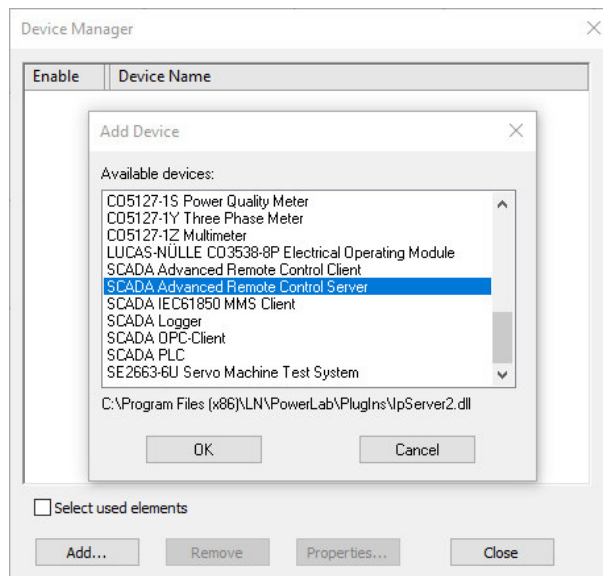 Device Manager
Enable Device Name
Add Device
Available devices:
CO5127-1S Power Quality Meter
CO5127-1Y Three Phase Meter
CO5127-1Z Multimeter
LUCAS-NÜLLE CO3538-8P Electrical Operating Module
SCADA Advanced Remote Control Client
SCADA Advanced Remote Control Server
SCADA IEC61850 MMS Client
SCADA Logger
SCADA OPC-Client
SCADA PLC
SE2663-6U Servo Machine Test System
C:\Program Files (x86)\LN\PowerLab\PlugIns\IpServer2.dll
OK Cancel
Select used elements
Add... Remove Properties... Close